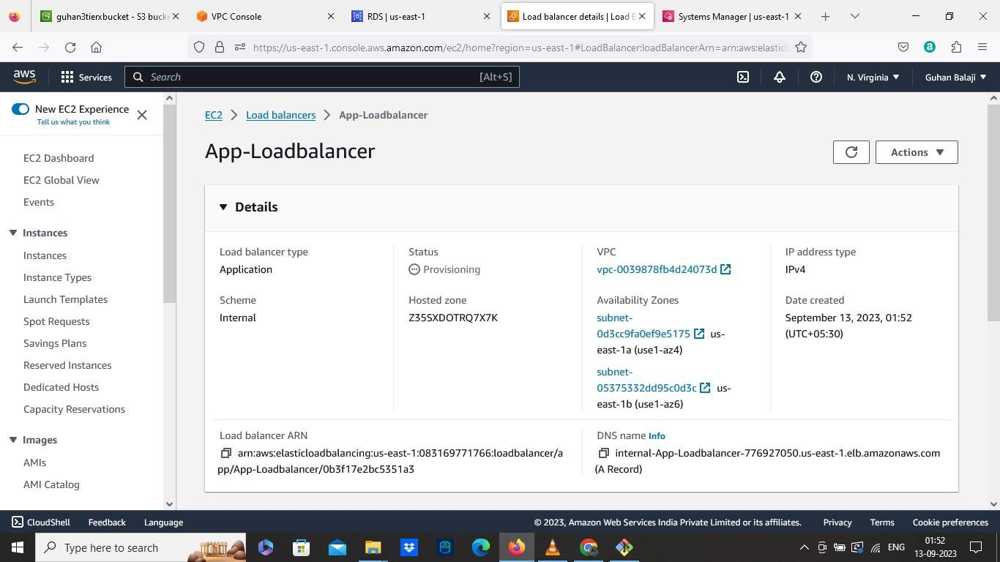 guhan3tierxbucket - S3 bucke
VPC Console
RDS | us-east-1
Load balancer details | Load B
Systems Manager | us-east-1
https://us-east-1.console.aws.amazon.com/ec2/home?region=us-east-1#LoadBalancer:loadBalancerArn=arn:aws:elastic
aws
Services
Search
[Alt+S]
N. Virginia
Guhan Balaji
New EC2 Experience
Tell us what you think
EC2 Dashboard
EC2 Global View
Events
Instances
Instances
Instance Types
Launch Templates
Spot Requests
Savings Plans
Reserved Instances
Dedicated Hosts
Capacity Reservations
Images
AMIs
AMI Catalog
EC2 > Load balancers > App-Loadbalancer
App-Loadbalancer
Actions
Details
Load balancer type
Application
Status
Provisioning
VPC
vpc-0039878fb4d24073d
IP address type
IPv4
Scheme
Internal
Hosted zone
Z35SXDOTRQ7X7K
Availability Zones
subnet-
0d3cc9fa0ef9e5175 us-
east-1a (use1-az4)
subnet-
05375332dd95c0d3c us-
east-1b (use1-az6)
Date created
September 13, 2023, 01:52
(UTC+05:30)
Load balancer ARN
arn:aws:elasticloadbalancing:us-east-1:083169771766:loadbalancer/a
pp/App-Loadbalancer/0b3f17e2bc5351a3
DNS name Info
internal-App-Loadbalancer-776927050.us-east-1.elb.amazonaws.com
(A Record)
CloudShell
Feedback
Language
© 2023, Amazon Web Services India Private Limited or its affiliates.
Privacy
Terms
Cookie preferences
Type here to search
ENG
01:52
13-09-2023